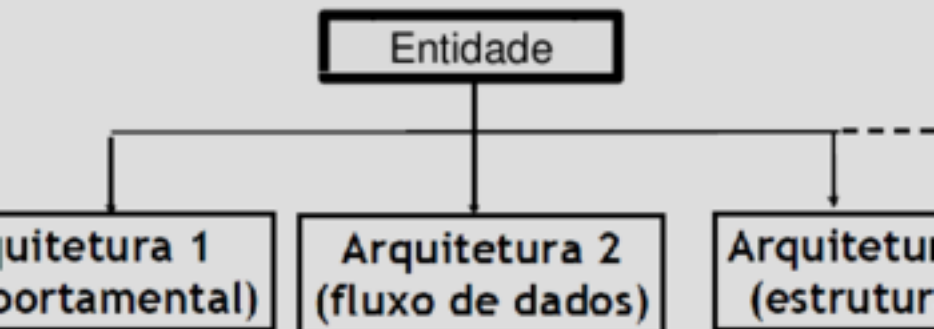 Entidade
quitetura 1
portamental)
Arquitetura 2
(fluxo de dados)
Arquitetur
(estrutur